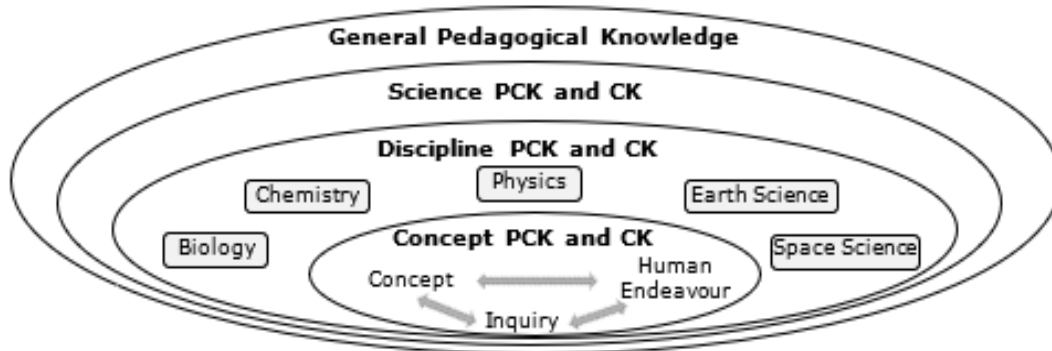 General Pedagogical Knowledge
Science PCK and CK
Discipline PCK and CK
Physics
Chemistry
Earth Science
Biology
Space Science
Concept PCK and CK
Concept
Human
Endeavour
Inquiry